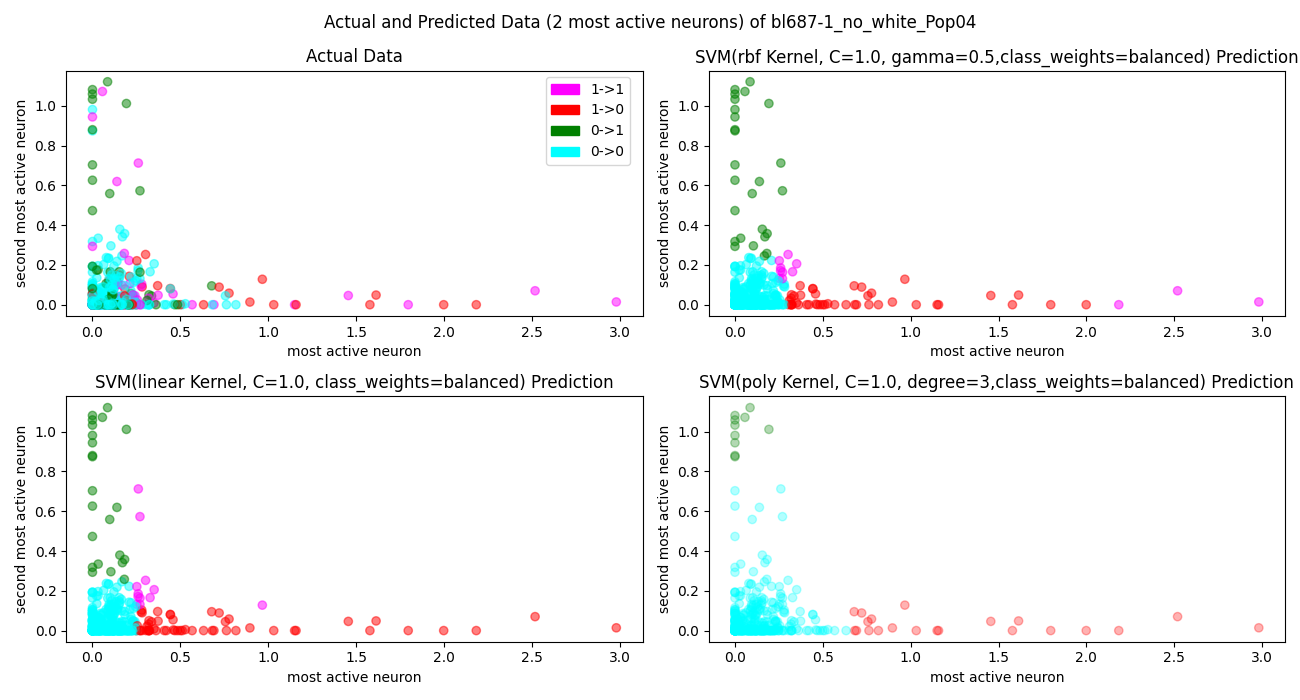 Actual and Predicted Data (2 most active neurons) of bl687-1_no_white_Pop04
Actual Data
second most active neuron
1.0
0.8
0.6
0.4
0.2
0.0
1->1
1->0
0->1
0->0
0.0 0.5 1.0 1.5 2.0 2.5 3.0
most active neuron
SVM(rbf Kernel, C=1.0, gamma=0.5,class_weights=balanced) Prediction
second most active neuron
1.0
0.8
0.6
0.4
0.2
0.0
0.0 0.5 1.0 1.5 2.0 2.5 3.0
most active neuron
SVM(linear Kernel, C=1.0, class_weights=balanced) Prediction
second most active neuron
1.0
0.8
0.6
0.4
0.2
0.0
0.0 0.5 1.0 1.5 2.0 2.5 3.0
most active neuron
SVM(poly Kernel, C=1.0, degree=3,class_weights=balanced) Prediction
second most active neuron
1.0
0.8
0.6
0.4
0.2
0.0
0.0 0.5 1.0 1.5 2.0 2.5 3.0
most active neuron